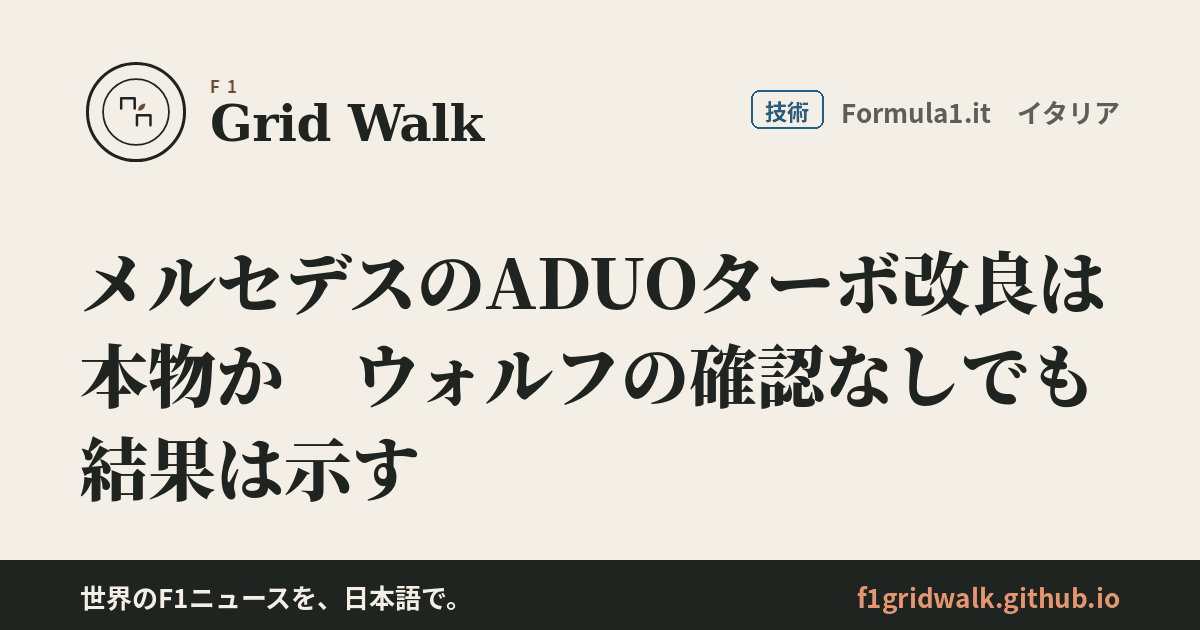 F1
Grid Walk
技術
Formula1.it　イタリア
メルセデスのADUOターボ改良は
本物か　ウォルフの確認なしでも
結果は示す
世界のF1ニュースを、日本語で。
f1gridwalk.github.io